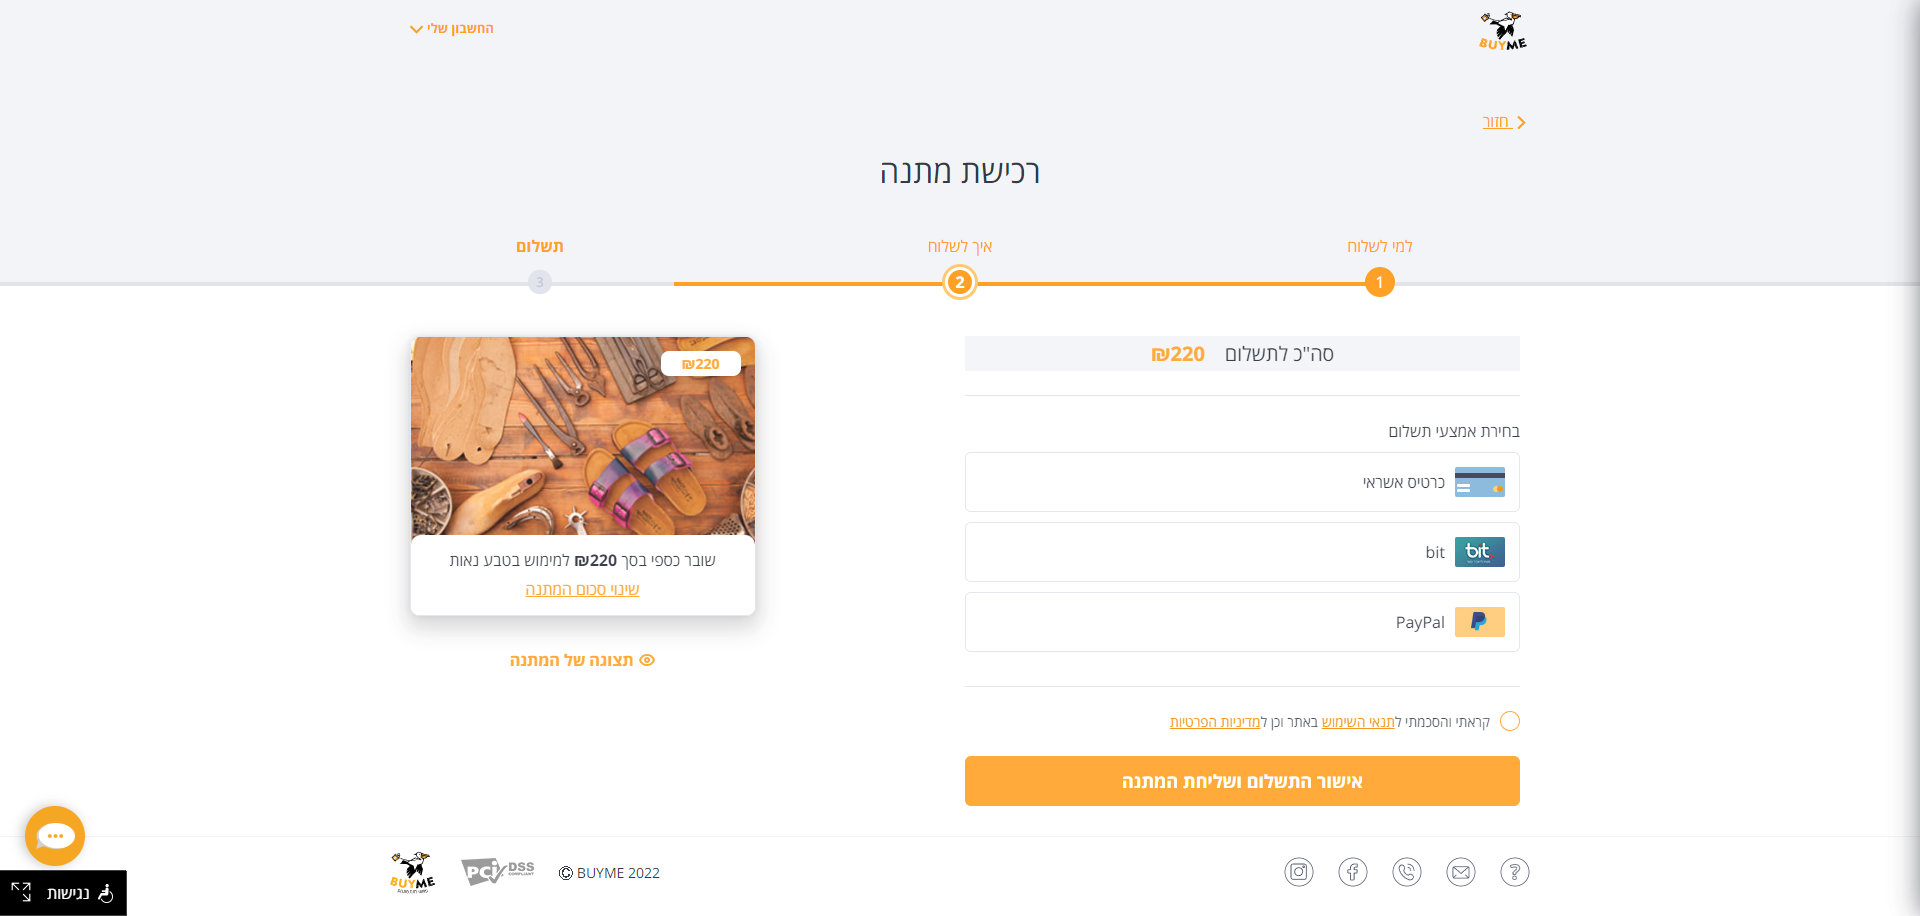 BUYME
החשבון שלי
חזור
רכישת מתנה
למי לשלוח
איך לשלוח
תשלום
1
2
3
סה"כ לתשלום ₪220
בחירת אמצעי תשלום
כרטיס אשראי
bit
bit
PayPal
קראתי והסכמתי לתנאי השימוש באתר וכן למדיניות הפרטיות
אישור התשלום ושליחת המתנה
₪220
שובר כספי בסך ₪220 למימוש בטבע נאות
שינוי סכום המתנה
תצוגה של המתנה
© BUYME 2022
PCI DSS
COMPLIANT
BUYME
נגישות